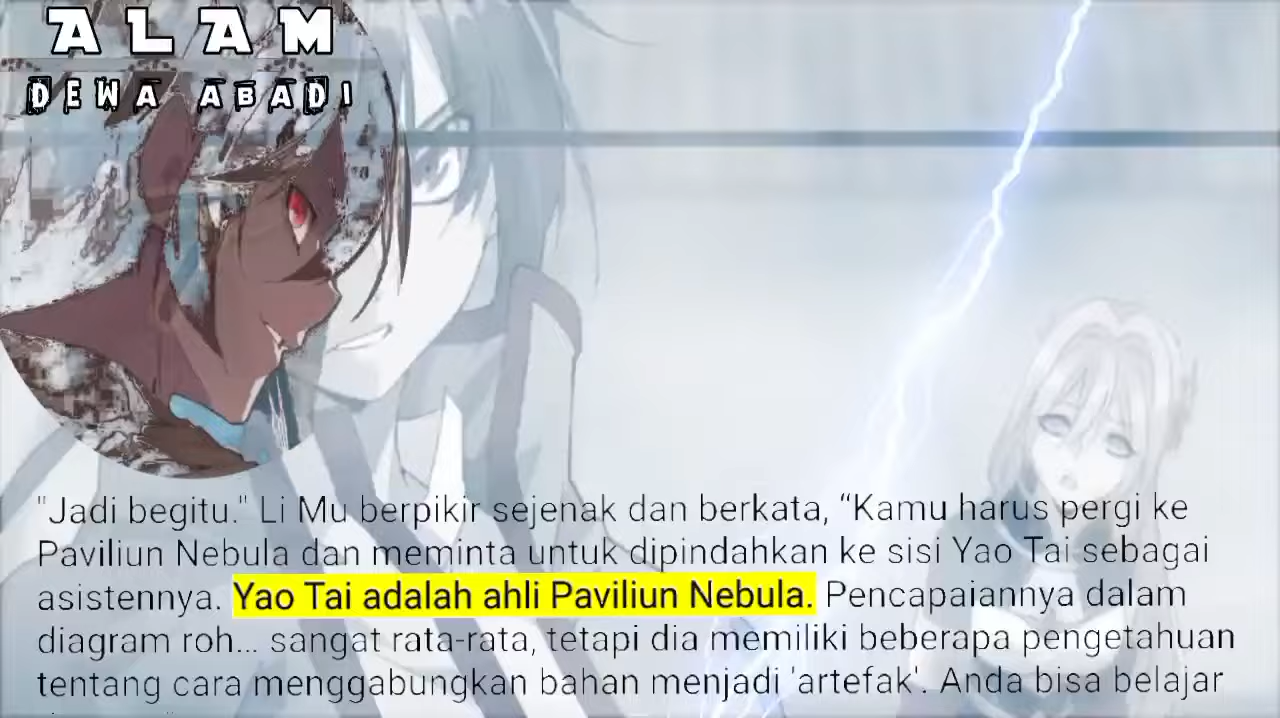 ALAM
DEWA ABADI
"Jadi begitu." Li Mu berpikir sejenak dan berkata, “Kamu harus pergi ke
Paviliun Nebula dan meminta untuk dipindahkan ke sisi Yao Tai sebagai
asistennya. Yao Tai adalah ahli Paviliun Nebula. Pencapaiannya dalam
diagram roh... sangat rata-rata, tetapi dia memiliki beberapa pengetahuan
tentang cara menggabungkan bahan menjadi 'artefak'. Anda bisa belajar